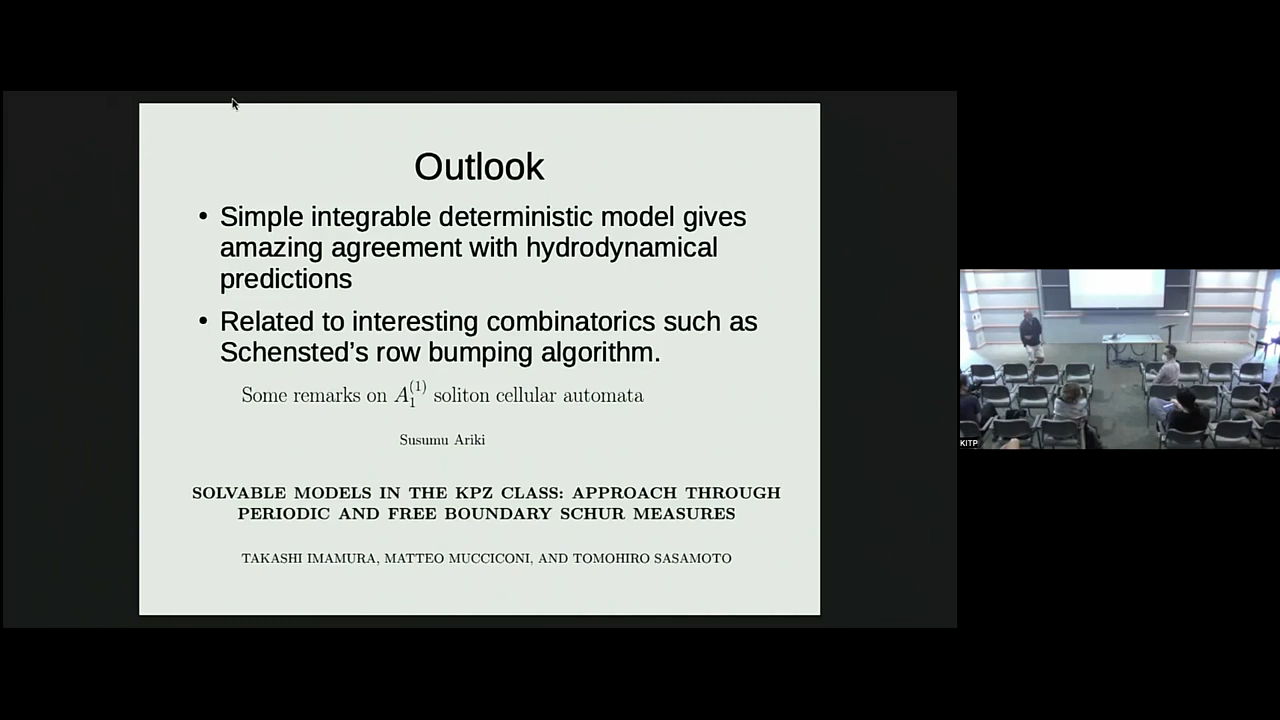 Outlook
• Simple integrable deterministic model gives
amazing agreement with hydrodynamical
predictions
• Related to interesting combinatorics such as
Schensted’s row bumping algorithm.
Some remarks on A_1^{(1)} soliton cellular automata
Susumu Ariki
SOLVABLE MODELS IN THE KPZ CLASS: APPROACH THROUGH
PERIODIC AND FREE BOUNDARY SCHUR MEASURES
TAKASHI IMAMURA, MATTEO MUCCICONI, AND TOMOHIRO SASAMOTO
KITP